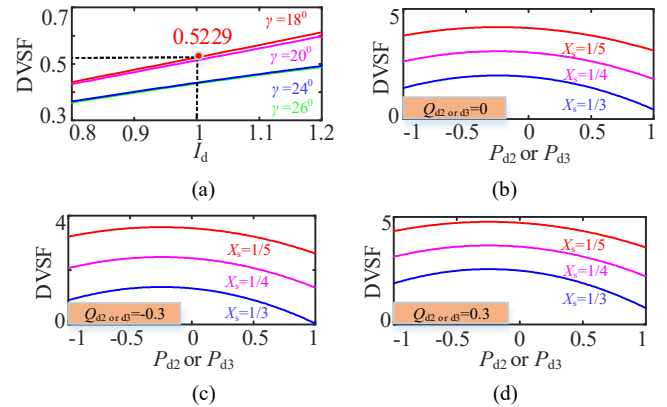 0.7
0.5
0.3
DVSF
0.5229
γ=18⁰
γ=20⁰
γ=24⁰
γ=26⁰
0.8 0.9 1 1.1 1.2
I_d
(a)
5
0
DVSF
X_s=1/5
X_s=1/4
X_s=1/3
Q_d2 or d3=0
-1 -0.5 0 0.5 1
P_d2 or P_d3
(b)
4
0
DVSF
X_s=1/5
X_s=1/4
X_s=1/3
Q_d2 or d3=-0.3
-1 -0.5 0 0.5 1
P_d2 or P_d3
(c)
5
0
DVSF
X_s=1/5
X_s=1/4
X_s=1/3
Q_d2 or d3=0.3
-1 -0.5 0 0.5 1
P_d2 or P_d3
(d)